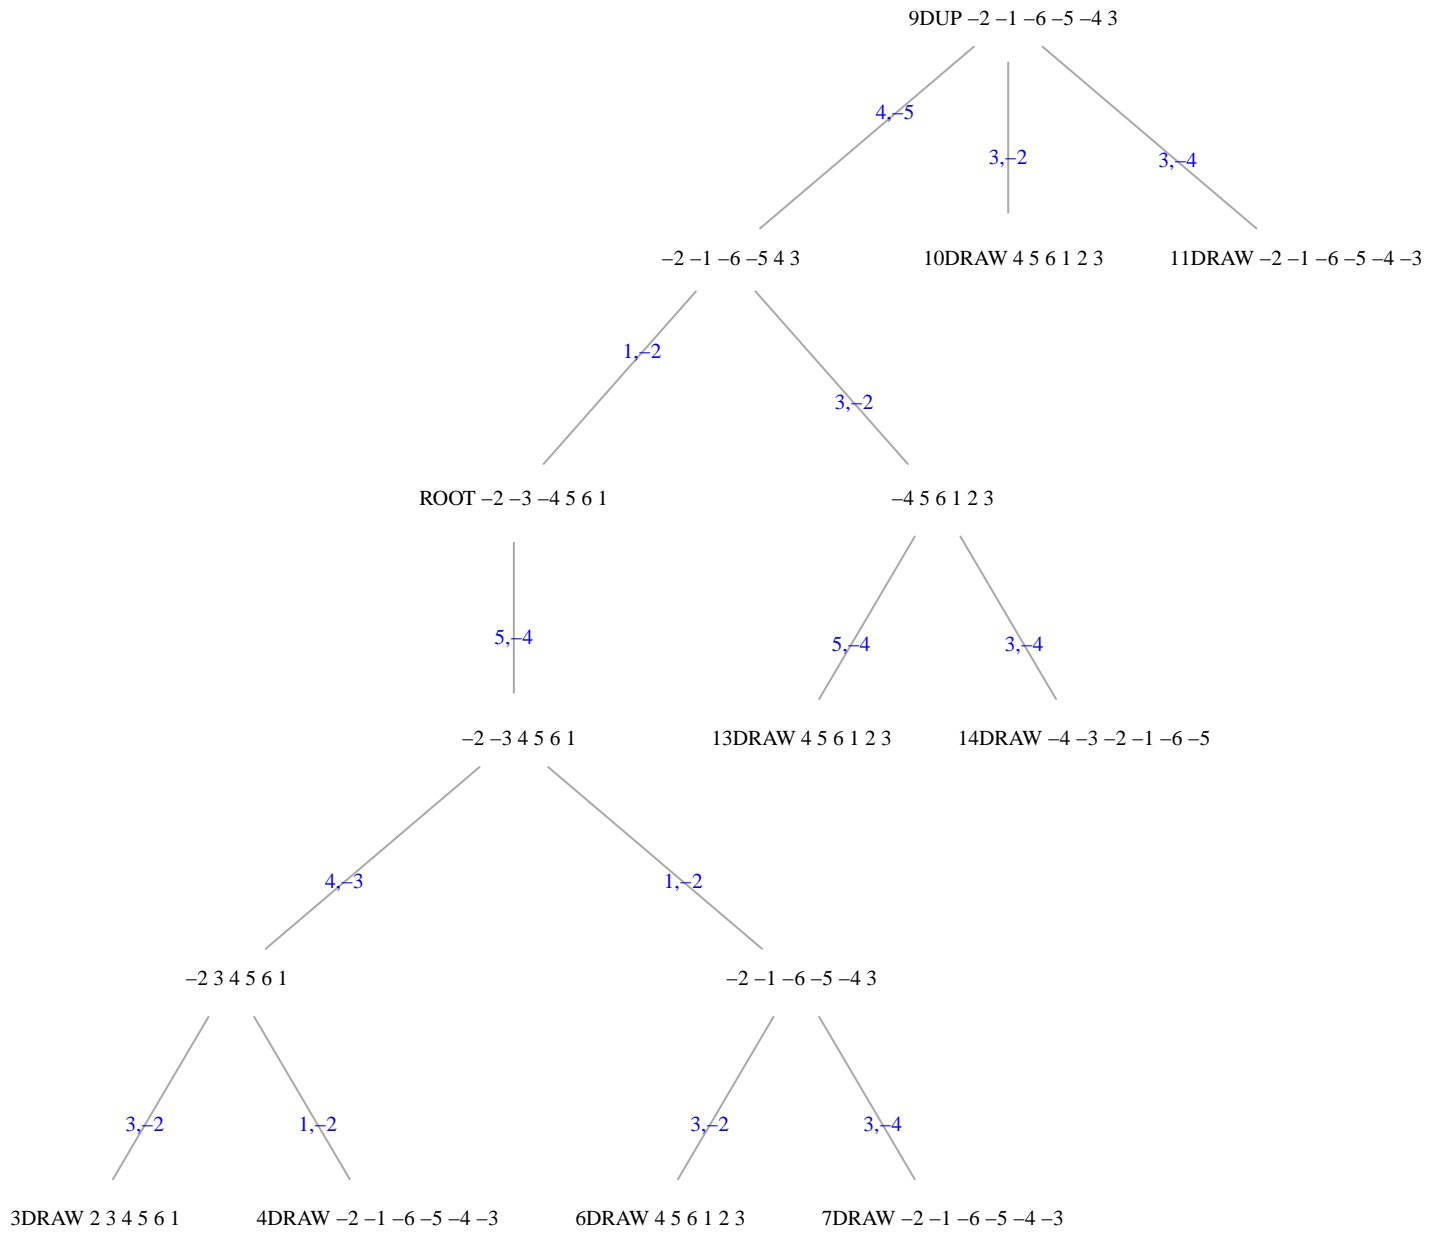 9DUP –2 –1 –6 –5 –4 3
4,–5
3,–2
3,–4
–2 –1 –6 –5 4 3
10DRAW 4 5 6 1 2 3
11DRAW –2 –1 –6 –5 –4 –3
1,–2
3,–2
ROOT –2 –3 –4 5 6 1
–4 5 6 1 2 3
5,–4
5,–4
3,–4
–2 –3 4 5 6 1
13DRAW 4 5 6 1 2 3
14DRAW –4 –3 –2 –1 –6 –5
4,–3
1,–2
–2 3 4 5 6 1
–2 –1 –6 –5 –4 3
3,–2
1,–2
3,–2
3,–4
3DRAW 2 3 4 5 6 1
4DRAW –2 –1 –6 –5 –4 –3
6DRAW 4 5 6 1 2 3
7DRAW –2 –1 –6 –5 –4 –3